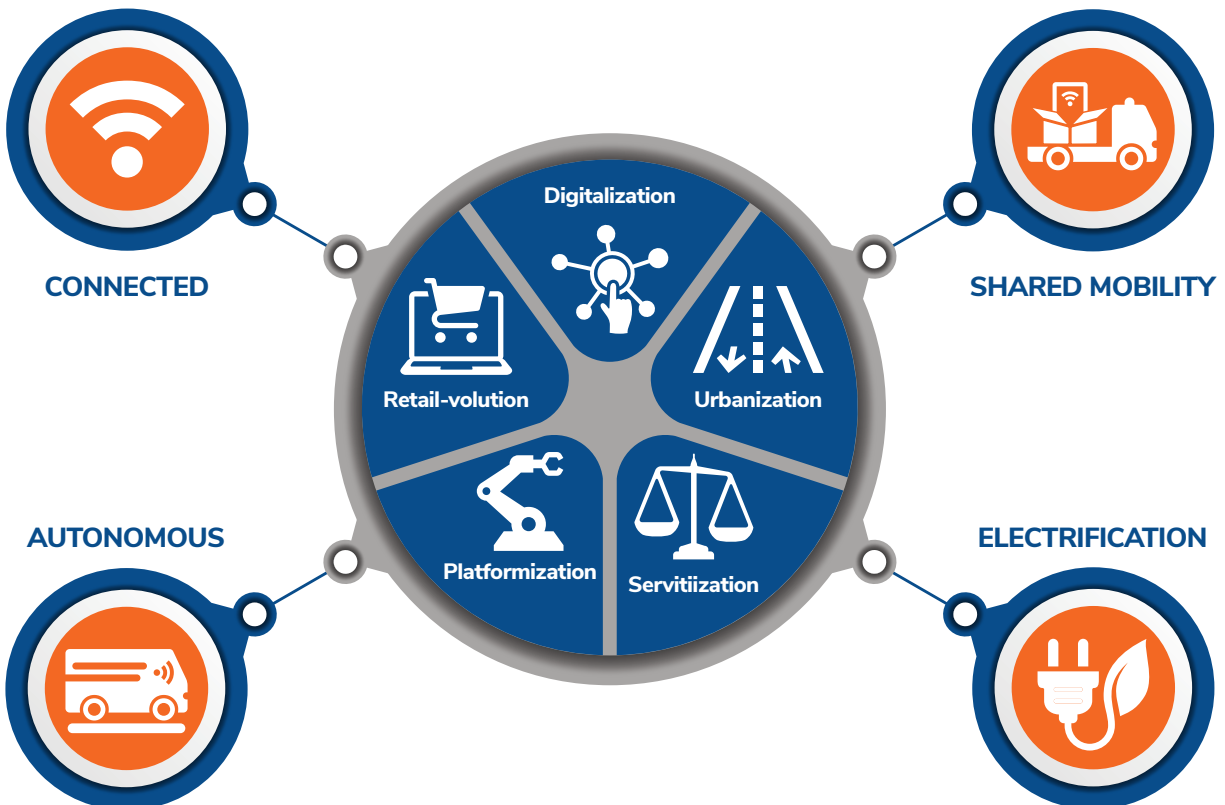 Digitalization
CONNECTED
SHARED MOBILITY
Retail-volution
Urbanization
AUTONOMOUS
ELECTRIFICATION
Platformization
Servitiization